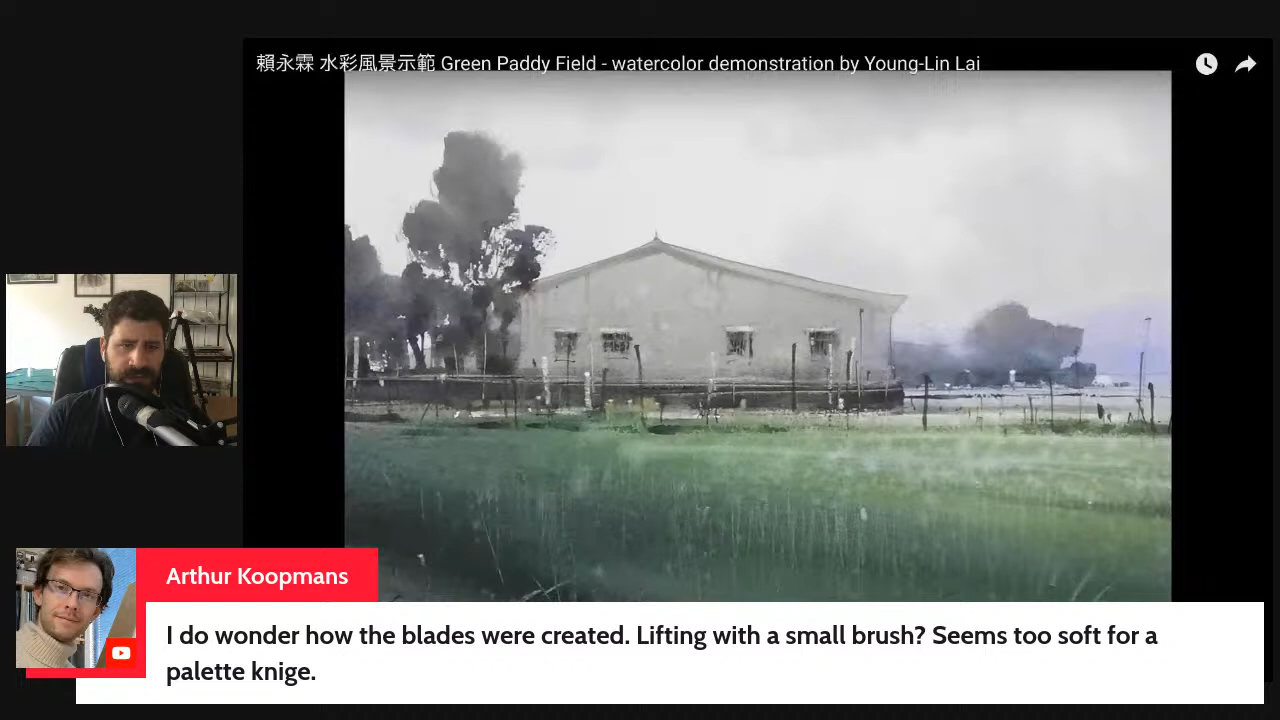 賴永霖 水彩風景示範 Green Paddy Field - watercolor demonstration by Young-Lin Lai
Arthur Koopmans
I do wonder how the blades were created. Lifting with a small brush? Seems too soft for a
palette knige.